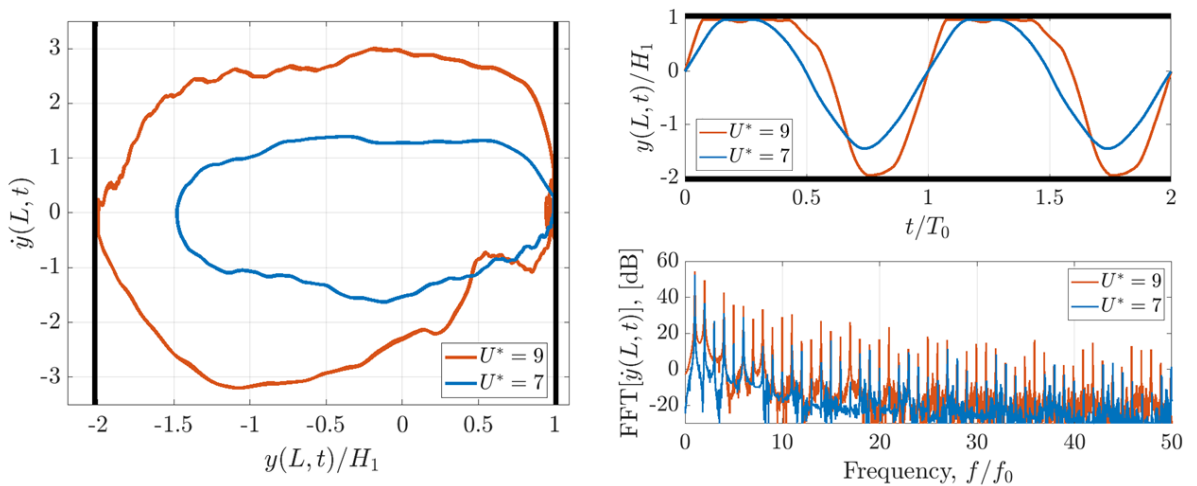 3
2
1
0
-1
-2
-3
ẏ(L, t)
-2 -1.5 -1 -0.5 0 0.5 1
y(L, t)/H₁
U* = 9
U* = 7
1
0
-1
-2
y(L, t)/H₁
U* = 9
U* = 7
0 0.5 1 1.5 2
t/T₀
60
40
20
0
-20
FFT[ẏ(L, t)], [dB]
U* = 9
U* = 7
0 10 20 30 40 50
Frequency, f/f₀